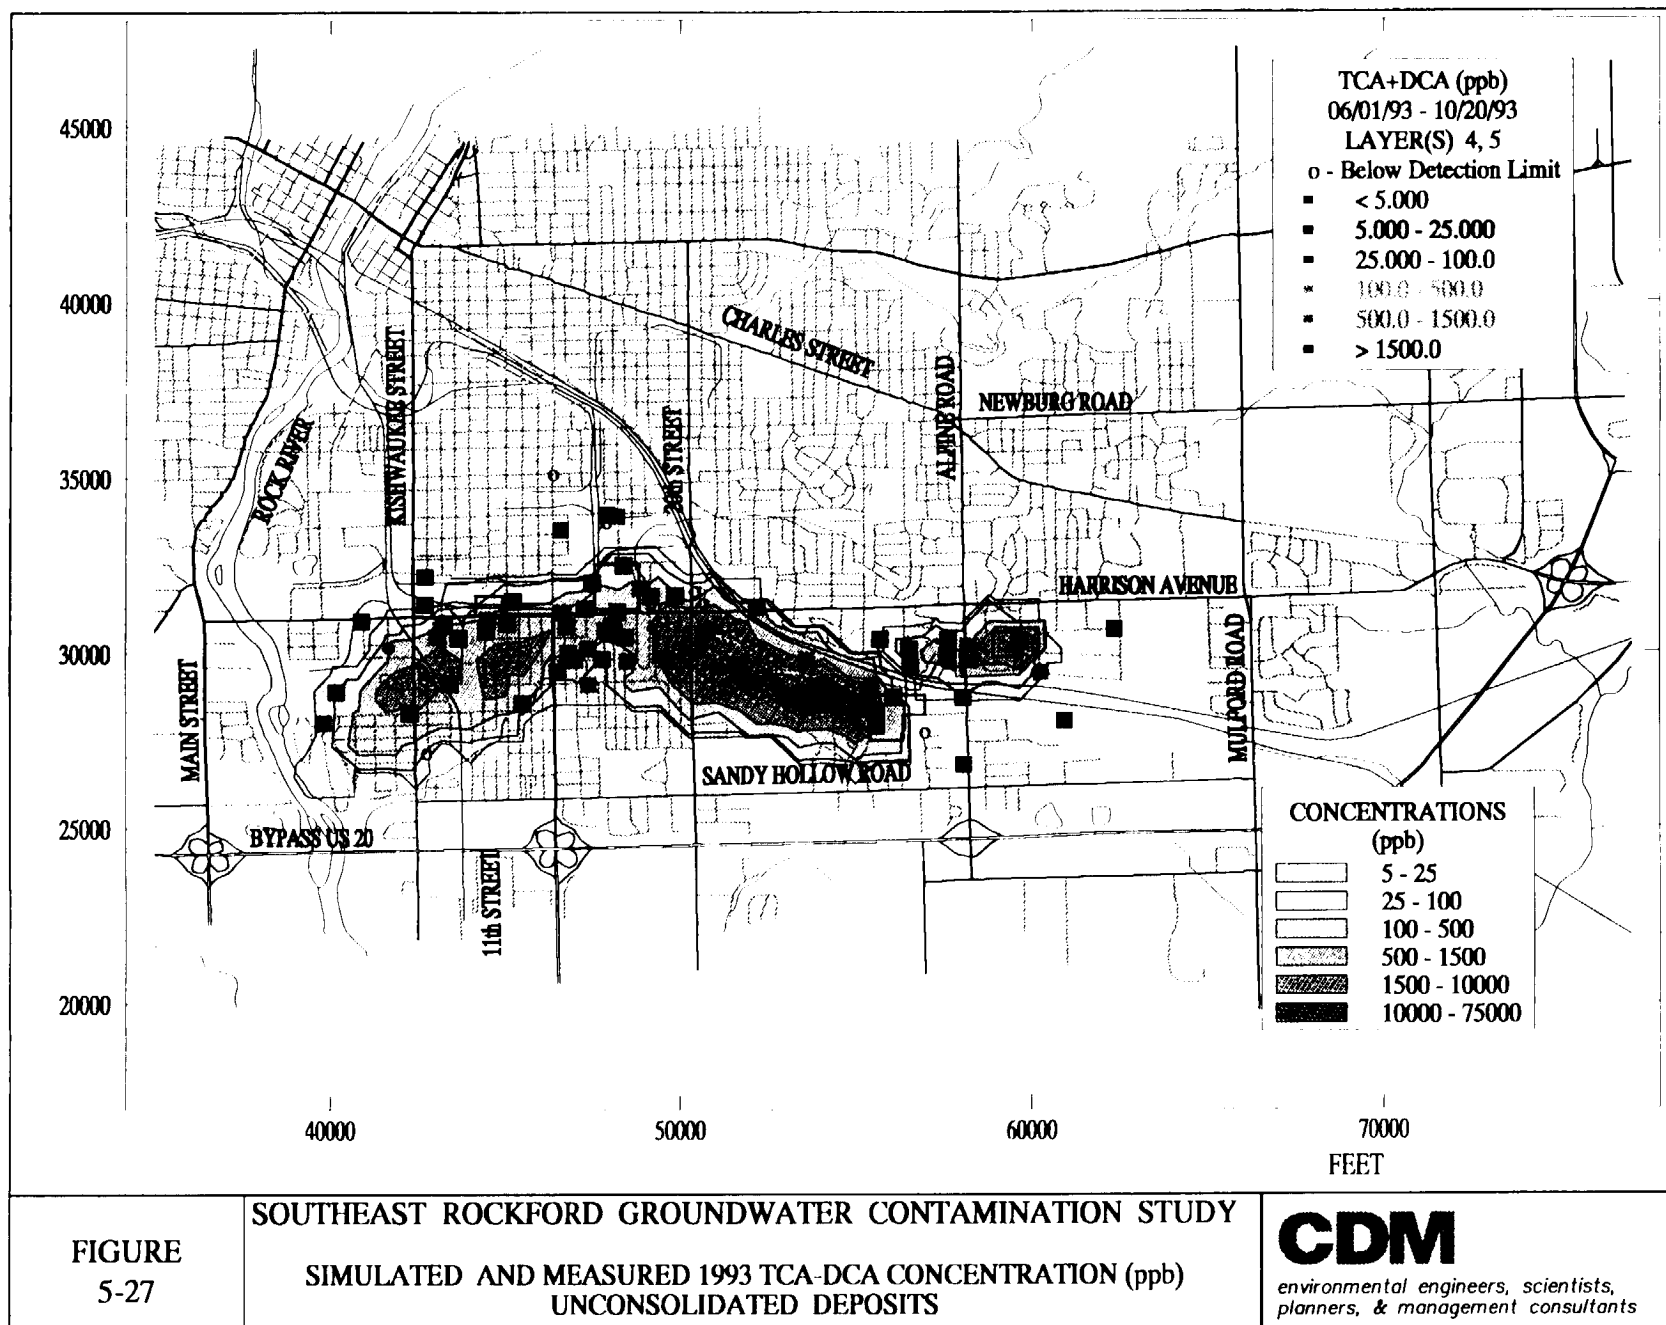 TCA+DCA (ppb)
06/01/93 - 10/20/93
LAYER(S) 4, 5
o - Below Detection Limit
< 5.000
5.000 - 25.000
25.000 - 100.0
100.0 - 500.0
500.0 - 1500.0
> 1500.0
45000
40000
35000
30000
25000
20000
CHARLES STREET
KISHWAUKEE STREET
ROCK RIVER
20th STREET
ALPINE ROAD
NEWBURG ROAD
HARRISON AVENUE
MULFORD ROAD
MAIN STREET
SANDY HOLLOW ROAD
BYPASS US 20
11th STREET
CONCENTRATIONS
(ppb)
5 - 25
25 - 100
100 - 500
500 - 1500
1500 - 10000
10000 - 75000
40000
50000
60000
70000
FEET
FIGURE
5-27
SOUTHEAST ROCKFORD GROUNDWATER CONTAMINATION STUDY
SIMULATED AND MEASURED 1993 TCA-DCA CONCENTRATION (ppb)
UNCONSOLIDATED DEPOSITS
CDM
environmental engineers, scientists,
planners, & management consultants